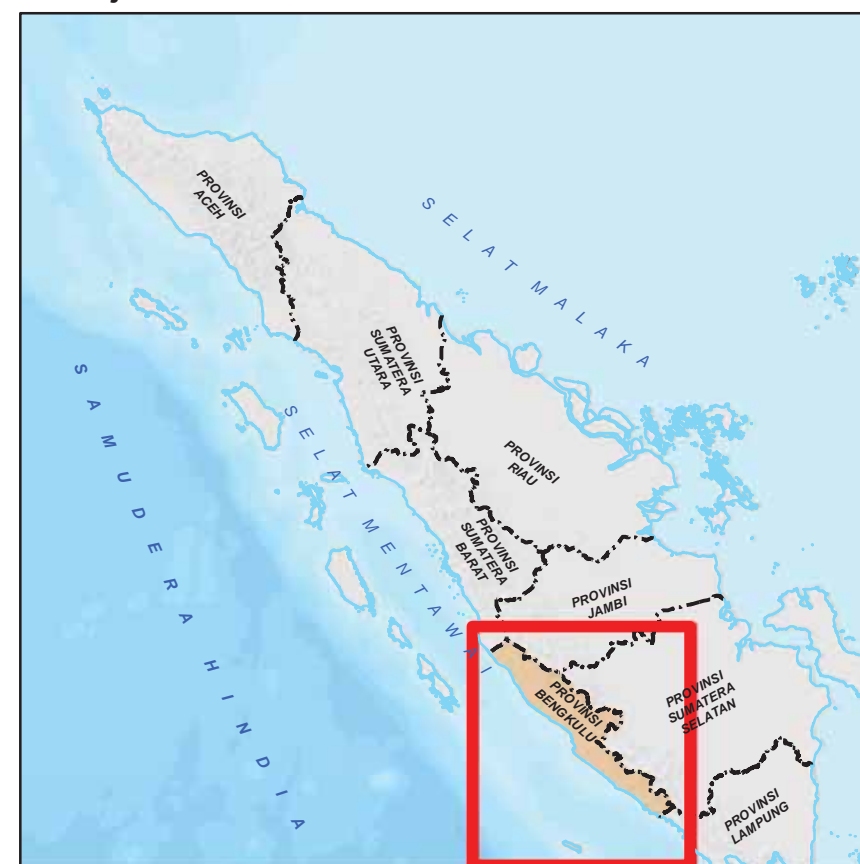 PROVINSI
ACEH
SELAT MALAKA
PROVINSI
SUMATERA
UTARA
SAMUDERA HINDIA
SELAT MENTAWAI
PROVINSI
RIAU
PROVINSI
SUMATERA
BARAT
PROVINSI
JAMBI
PROVINSI
BENGKULU
PROVINSI
SUMATERA
SELATAN
PROVINSI
LAMPUNG